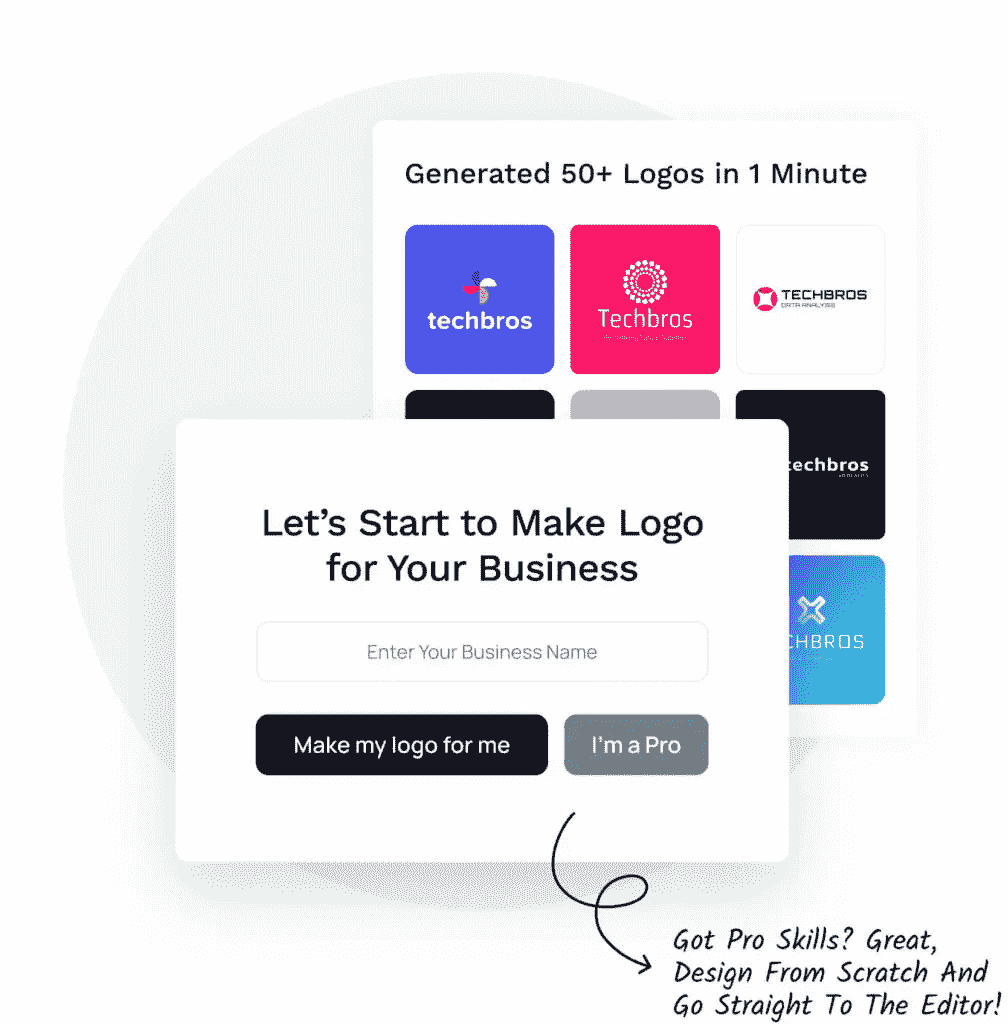 Generated 50+ Logos in 1 Minute
techbros
Techbros
TECHBROS
DATA ANALYSIS
techbros
CHBROS
Let's Start to Make Logo
for Your Business
Enter Your Business Name
Make my logo for me
I'm a Pro
Got Pro Skills? Great,
Design From Scratch And
Go Straight To The Editor!